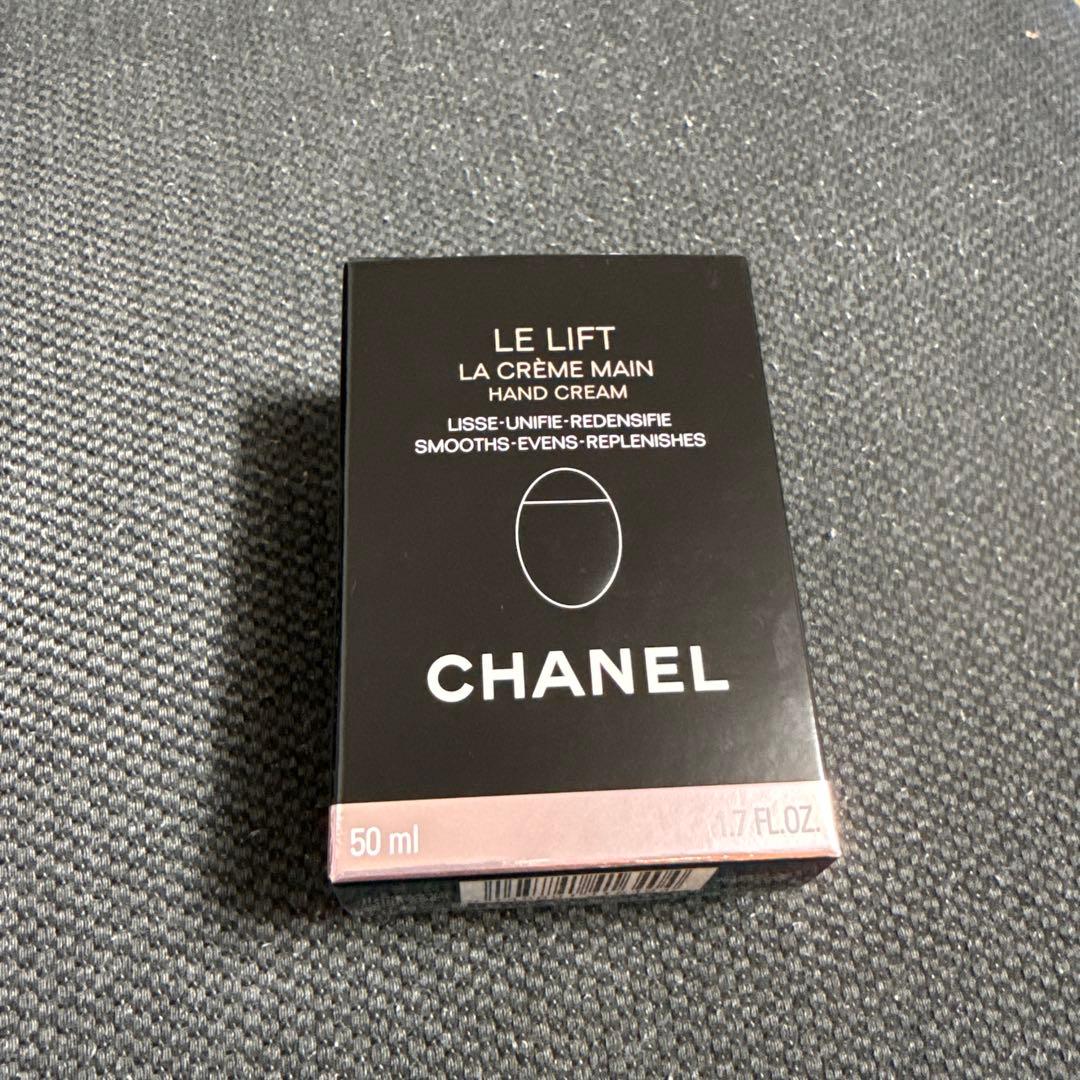 LE LIFT
LA CRÈME MAIN
HAND CREAM
LISSE-UNIFIE-REDENSIFIE
SMOOTHS-EVENS-REPLENISHES
CHANEL
50 ml 1.7 FL.OZ.